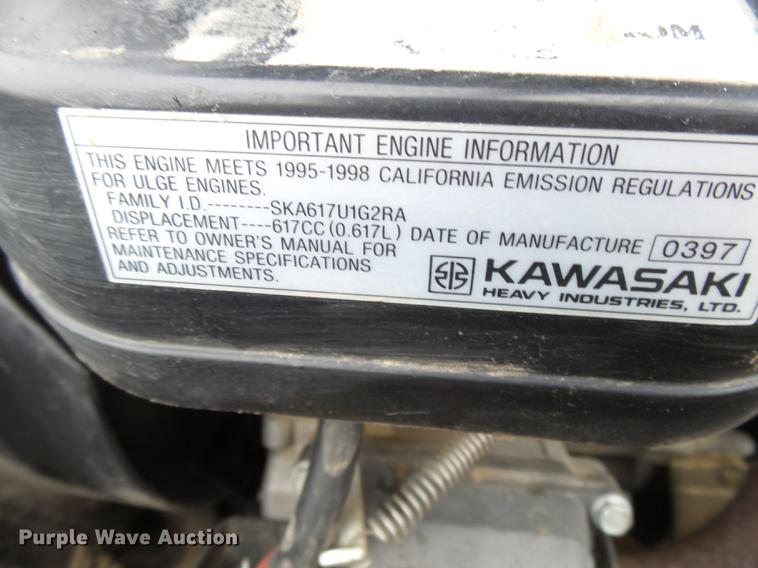 IMPORTANT ENGINE INFORMATION
THIS ENGINE MEETS 1995-1998 CALIFORNIA EMISSION REGULATIONS
FOR ULGE ENGINES.
FAMILY I.D.--------SKA617U1G2RA
DISPLACEMENT----617CC(0.617L) DATE OF MANUFACTURE 0397
REFER TO OWNER'S MANUAL FOR
MAINTENANCE SPECIFICATIONS
AND ADJUSTMENTS.
KAWASAKI
HEAVY INDUSTRIES, LTD.
Purple Wave Auction